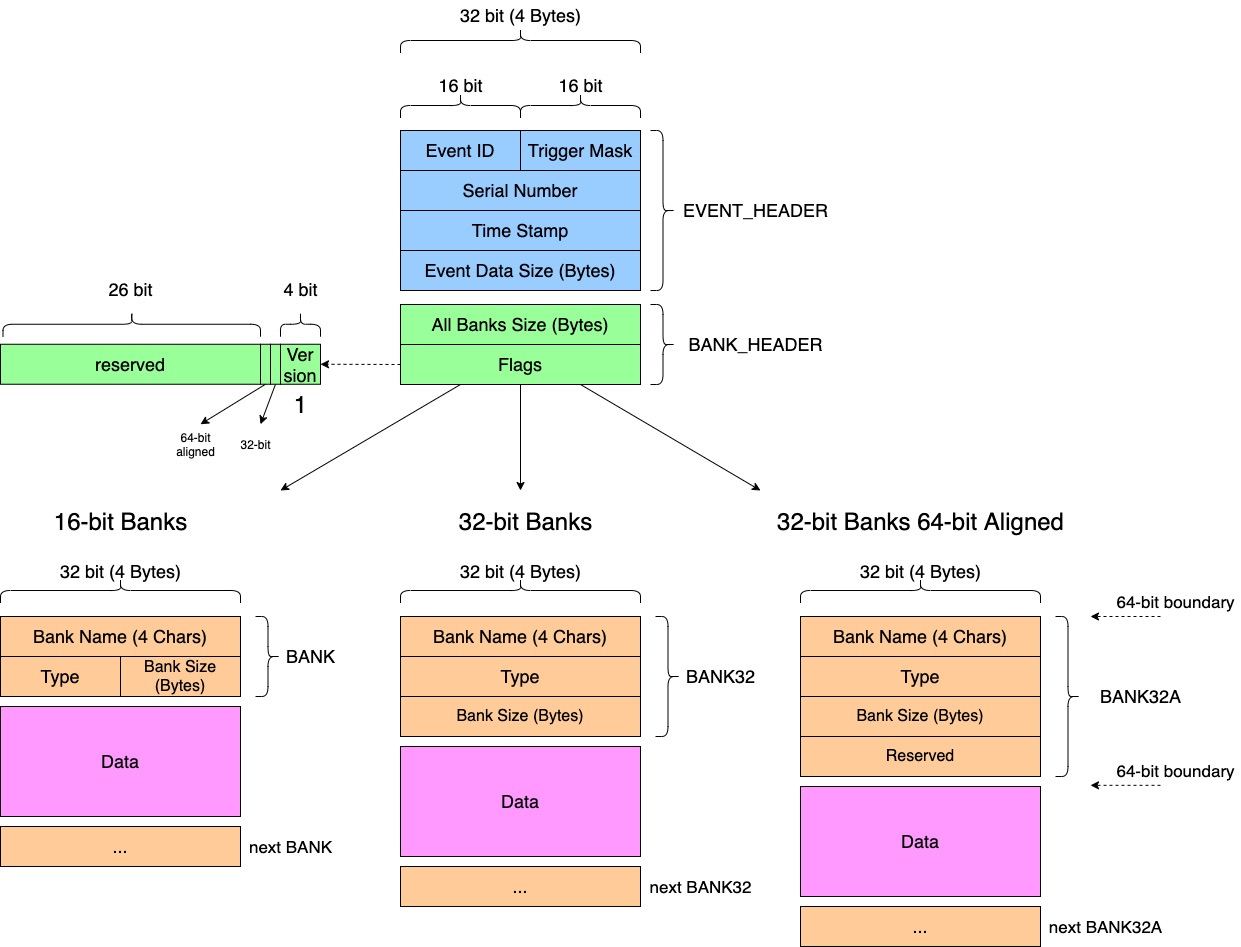 32 bit (4 Bytes)
16 bit
16 bit
Event ID
Trigger Mask
Serial Number
EVENT_HEADER
Time Stamp
Event Data Size (Bytes)
26 bit
4 bit
All Banks Size (Bytes)
BANK_HEADER
reserved
Ver
sion
Flags
1
64-bit
aligned
32-bit
16-bit Banks
32-bit Banks
32-bit Banks 64-bit Aligned
32 bit (4 Bytes)
32 bit (4 Bytes)
32 bit (4 Bytes)
64-bit boundary
Bank Name (4 Chars)
Type
Bank Size
(Bytes)
BANK
Data
...
next BANK
Bank Name (4 Chars)
Type
BANK32
Bank Size (Bytes)
Data
...
next BANK32
Bank Name (4 Chars)
Type
BANK32A
Bank Size (Bytes)
Reserved
64-bit boundary
Data
...
next BANK32A